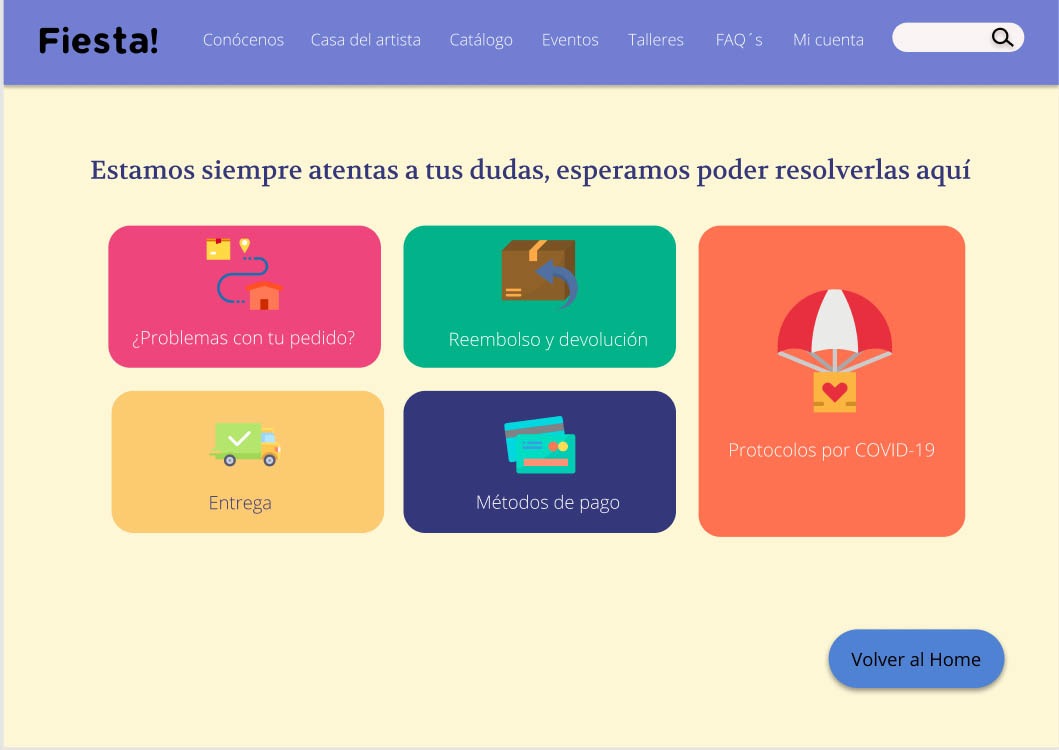 Fiesta!
Conócenos
Casa del artista
Catálogo
Eventos
Talleres
FAQ´s
Mi cuenta
Estamos siempre atentas a tus dudas, esperamos poder resolverlas aquí
¿Problemas con tu pedido?
Reembolso y devolución
Protocolos por COVID-19
Entrega
Métodos de pago
Volver al Home